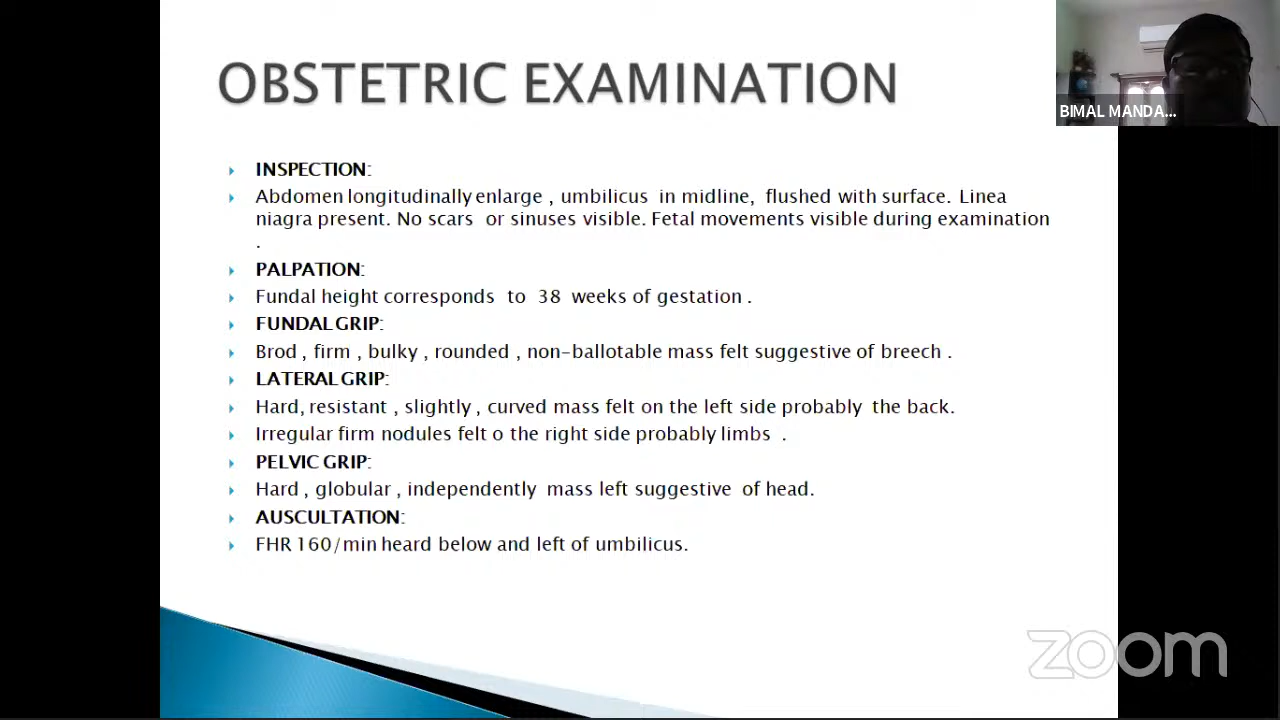 OBSTETRIC EXAMINATION
BIMAL MANDA...
INSPECTION:
Abdomen longitudinally enlarge , umbilicus in midline, flushed with surface. Linea
niagra present. No scars or sinuses visible. Fetal movements visible during examination
.
PALPATION:
Fundal height corresponds to 38 weeks of gestation .
FUNDAL GRIP:
Brod , firm , bulky , rounded , non-ballotable mass felt suggestive of breech .
LATERAL GRIP:
Hard, resistant , slightly , curved mass felt on the left side probably the back.
Irregular firm nodules felt o the right side probably limbs .
PELVIC GRIP:
Hard , globular , independently mass left suggestive of head.
AUSCULTATION:
FHR 160/min heard below and left of umbilicus.
zoom